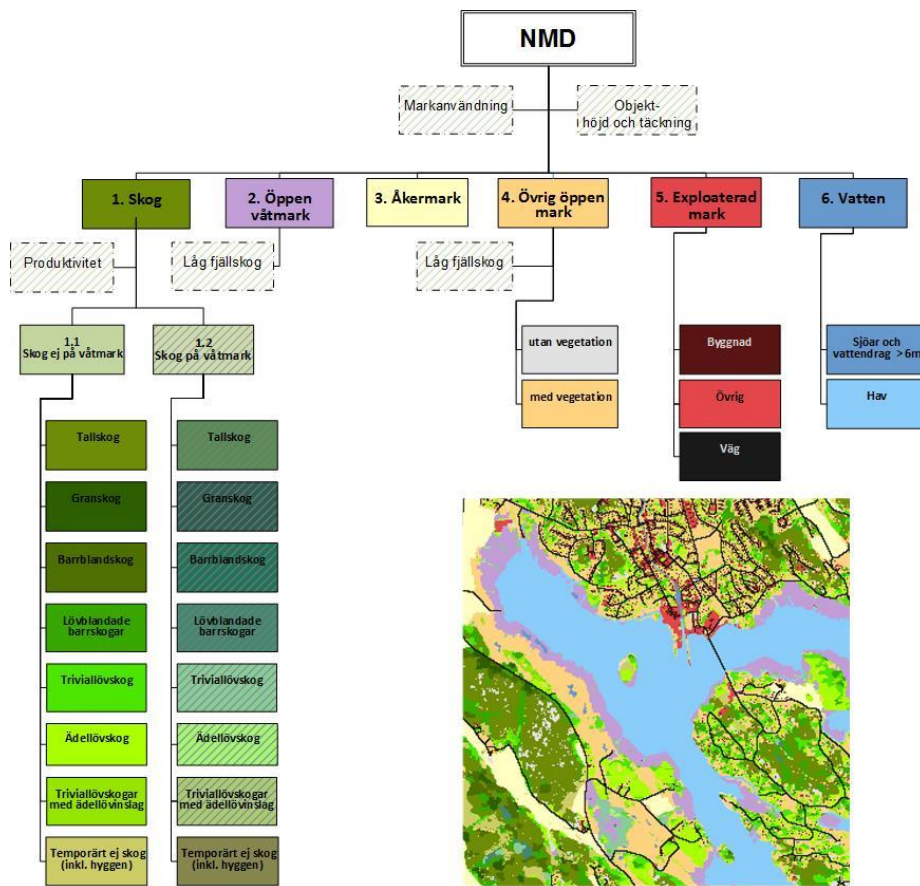 NMD
Markanvändning
Objekt-
höjd och täckning
1. Skog
2. Öppen
våtmark
3. Åkermark
4. Övrig öppen
mark
5. Exploaterad
mark
6. Vatten
Produktivitet
Låg fjällskog
Låg fjällskog
1.1
Skog ej på våtmark
1.2
Skog på våtmark
utan vegetation
med vegetation
Byggnad
Övrig
Väg
Sjöar och
vattendrag >6m
Hav
Tallskog
Granskog
Barrblandskog
Lövblandade
barrskogar
Triviallövskog
Ädellövskog
Triviallövskogar
med ädellövinslag
Temporärt ej skog
(inkl. hyggen)
Tallskog
Granskog
Barrblandskog
Lövblandade
barrskogar
Triviallövskog
Ädellövskog
Triviallövskogar
med ädellövinslag
Temporärt ej skog
(inkl. hyggen)